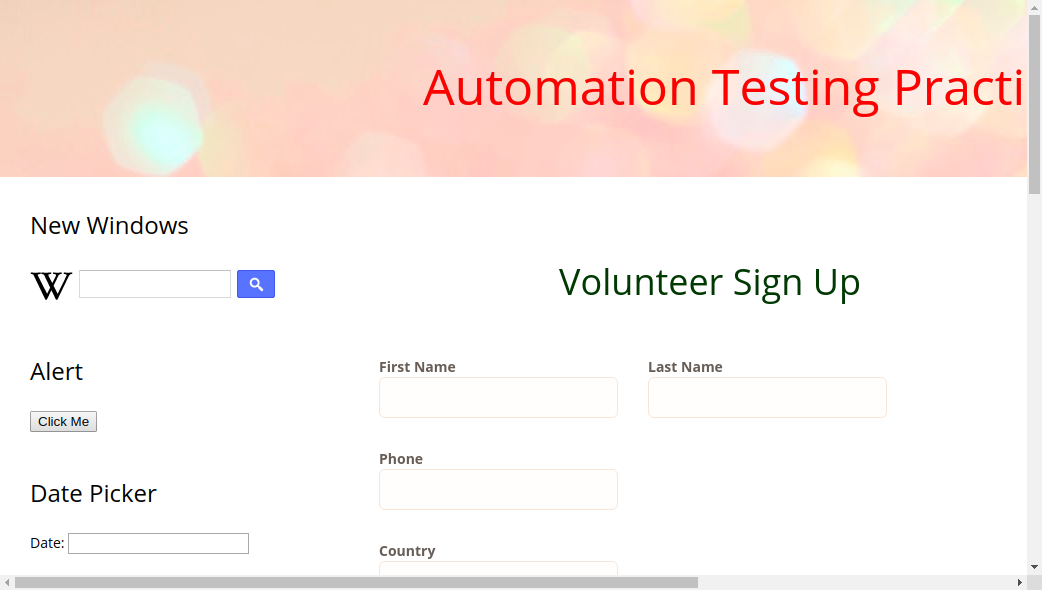 Automation Testing Practi
New Windows
W
Volunteer Sign Up
Alert
First Name
Last Name
Click Me
Phone
Date Picker
Date:
Country